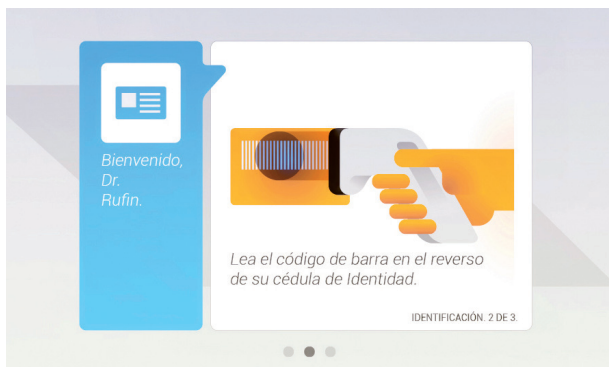 Bienvenido,
Dr.
Rufin.
Lea el código de barra en el reverso
de su cédula de Identidad.
IDENTIFICACIÓN. 2 DE 3.